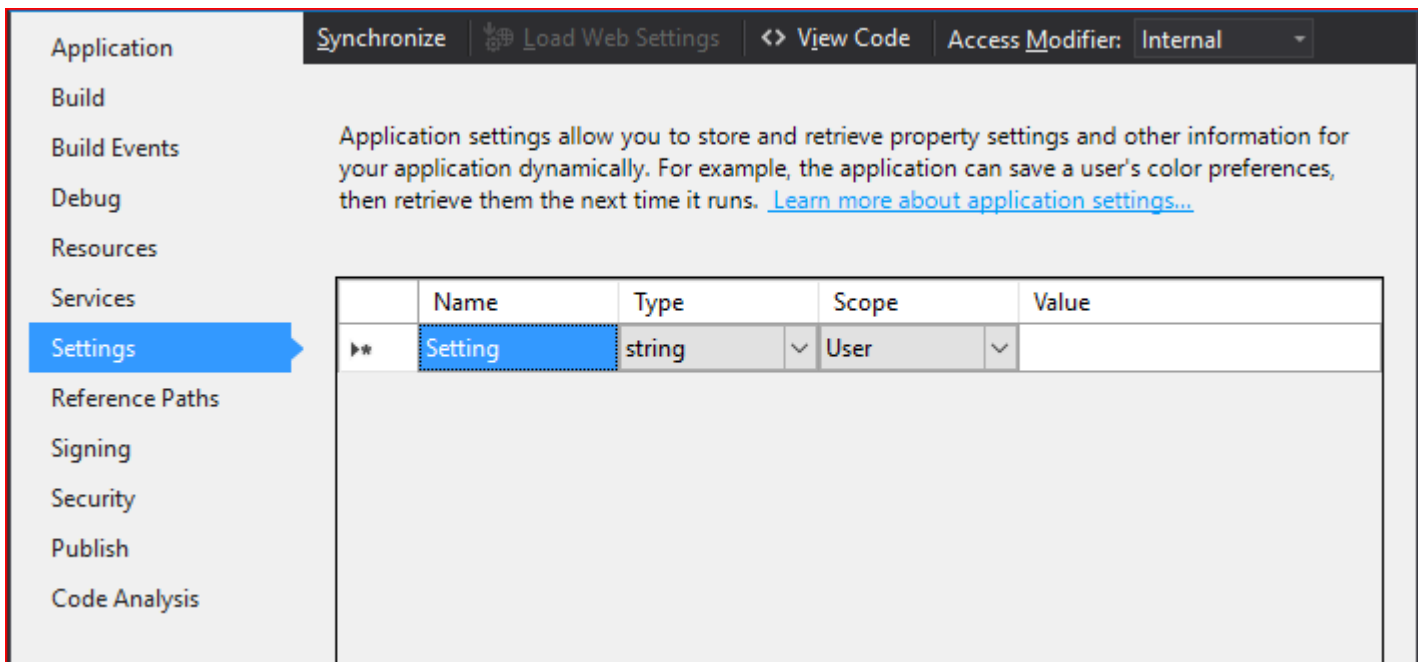 Application
Build
Build Events
Debug
Resources
Services
Settings
Reference Paths
Signing
Security
Publish
Code Analysis
Synchronize Load Web Settings <> View Code Access Modifier: Internal
Application settings allow you to store and retrieve property settings and other information for
your application dynamically. For example, the application can save a user's color preferences,
then retrieve them the next time it runs. Learn more about application settings...
Name Type Scope Value
Setting string User